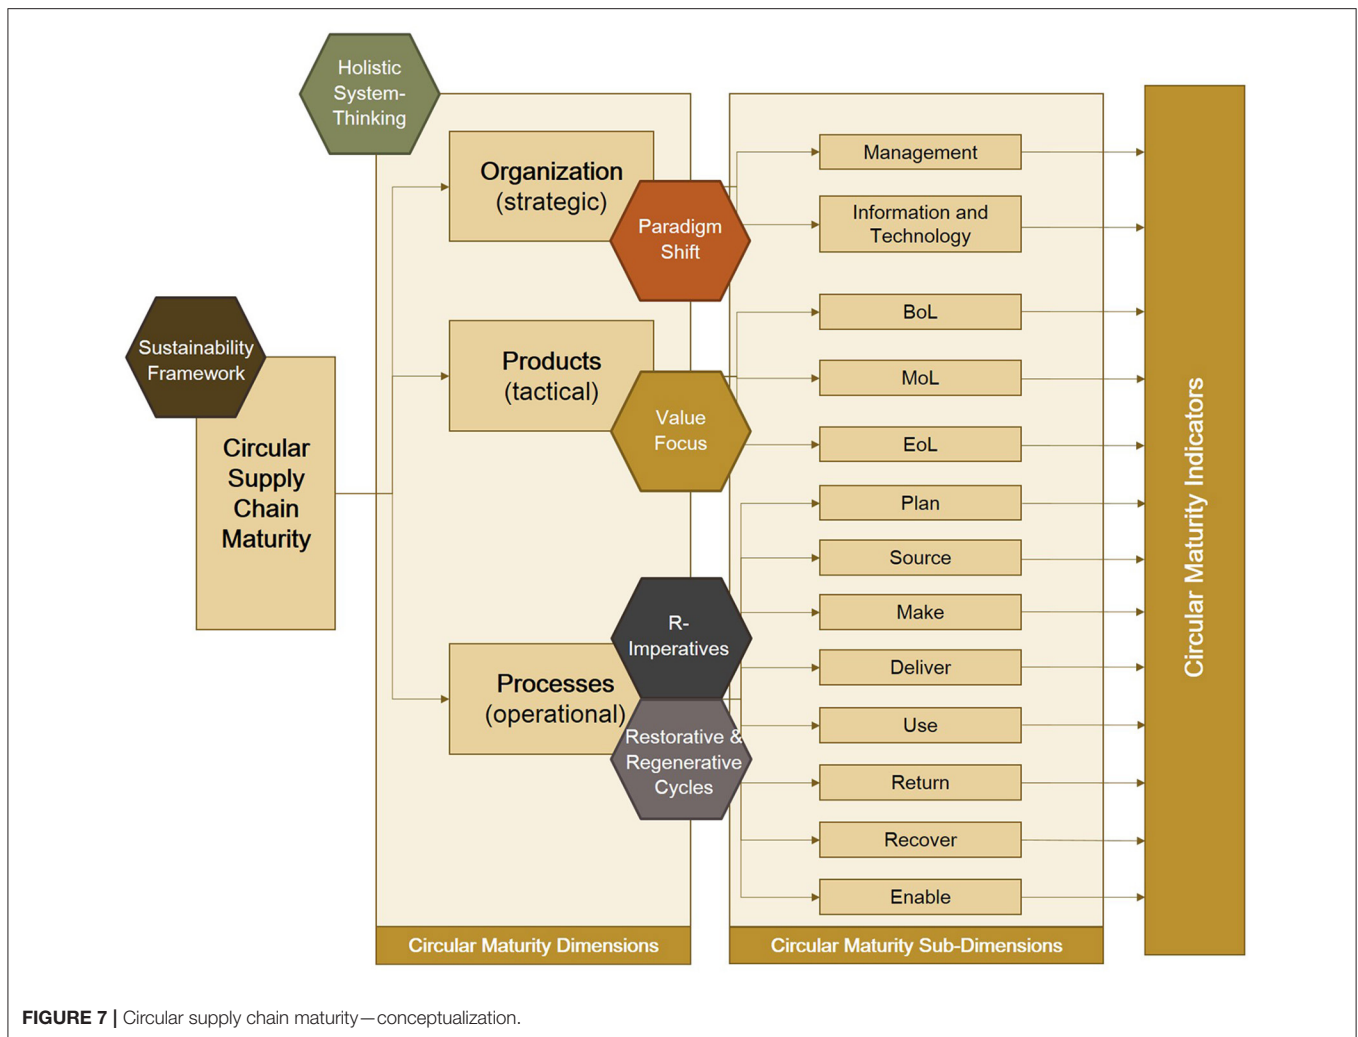 Holistic
System-
Thinking
Organization
(strategic)
Paradigm
Shift
Management
Information and
Technology
Sustainability
Framework
Circular
Supply
Chain
Maturity
Products
(tactical)
Value
Focus
BoL
MoL
EoL
R-
Imperatives
Processes
(operational)
Restorative &
Regenerative
Cycles
Plan
Source
Make
Deliver
Use
Return
Recover
Enable
Circular Maturity Indicators
Circular Maturity Dimensions
Circular Maturity Sub-Dimensions
FIGURE 7 | Circular supply chain maturity—conceptualization.